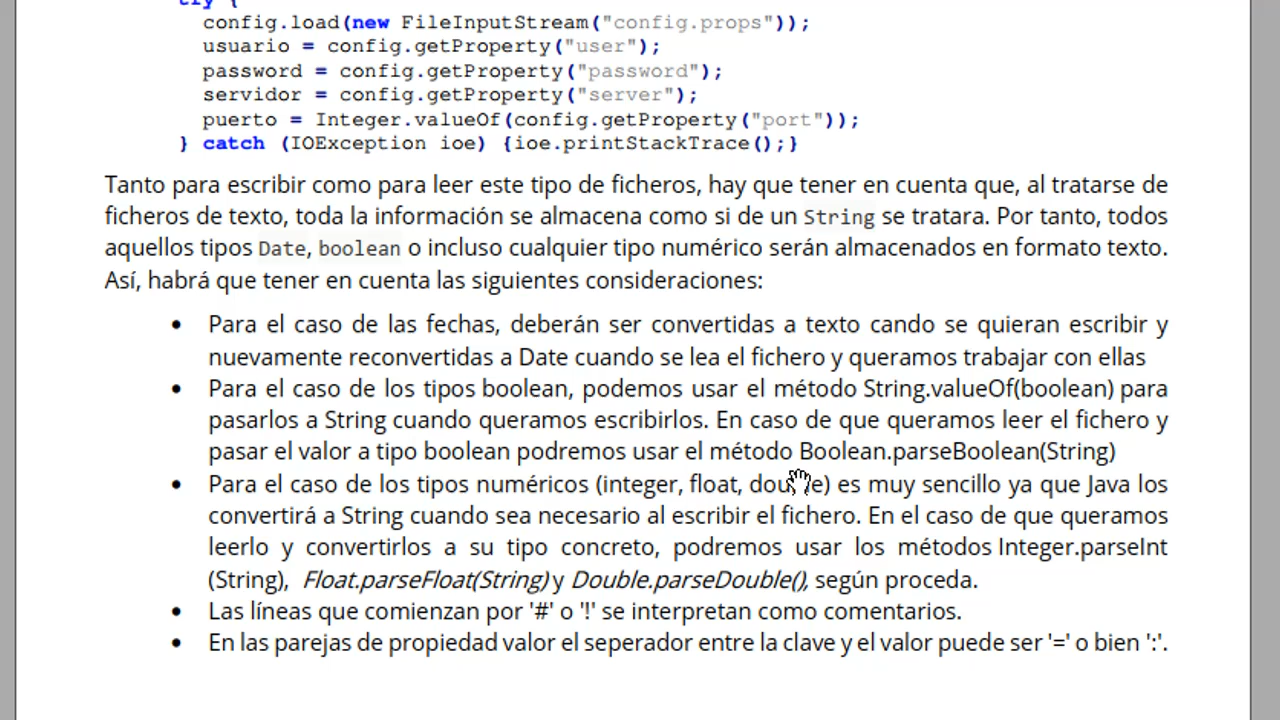 try {
config.load(new FileInputStream("config.props"));
usuario = config.getProperty("user");
password = config.getProperty("password");
servidor = config.getProperty("server");
puerto = Integer.valueOf(config.getProperty("port"));
} catch (IOException ioe) {ioe.printStackTrace();}
Tanto para escribir como para leer este tipo de ficheros, hay que tener en cuenta que, al tratarse de
ficheros de texto, toda la información se almacena como si de un String se tratara. Por tanto, todos
aquellos tipos Date, boolean o incluso cualquier tipo numérico serán almacenados en formato texto.
Así, habrá que tener en cuenta las siguientes consideraciones:
• Para el caso de las fechas, deberán ser convertidas a texto cando se quieran escribir y
nuevamente reconvertidas a Date cuando se lea el fichero y queramos trabajar con ellas
• Para el caso de los tipos boolean, podemos usar el método String.valueOf(boolean) para
pasarlos a String cuando queramos escribirlos. En caso de que queramos leer el fichero y
pasar el valor a tipo boolean podremos usar el método Boolean.parseBoolean(String)
• Para el caso de los tipos numéricos (integer, float, double) es muy sencillo ya que Java los
convertirá a String cuando sea necesario al escribir el fichero. En el caso de que queramos
leerlo y convertirlos a su tipo concreto, podremos usar los métodos Integer.parseInt
(String), Float.parseFloat(String) y Double.parseDouble(), según proceda.
• Las líneas que comienzan por '#' o '!' se interpretan como comentarios.
• En las parejas de propiedad valor el seperador entre la clave y el valor puede ser '=' o bien ':'.